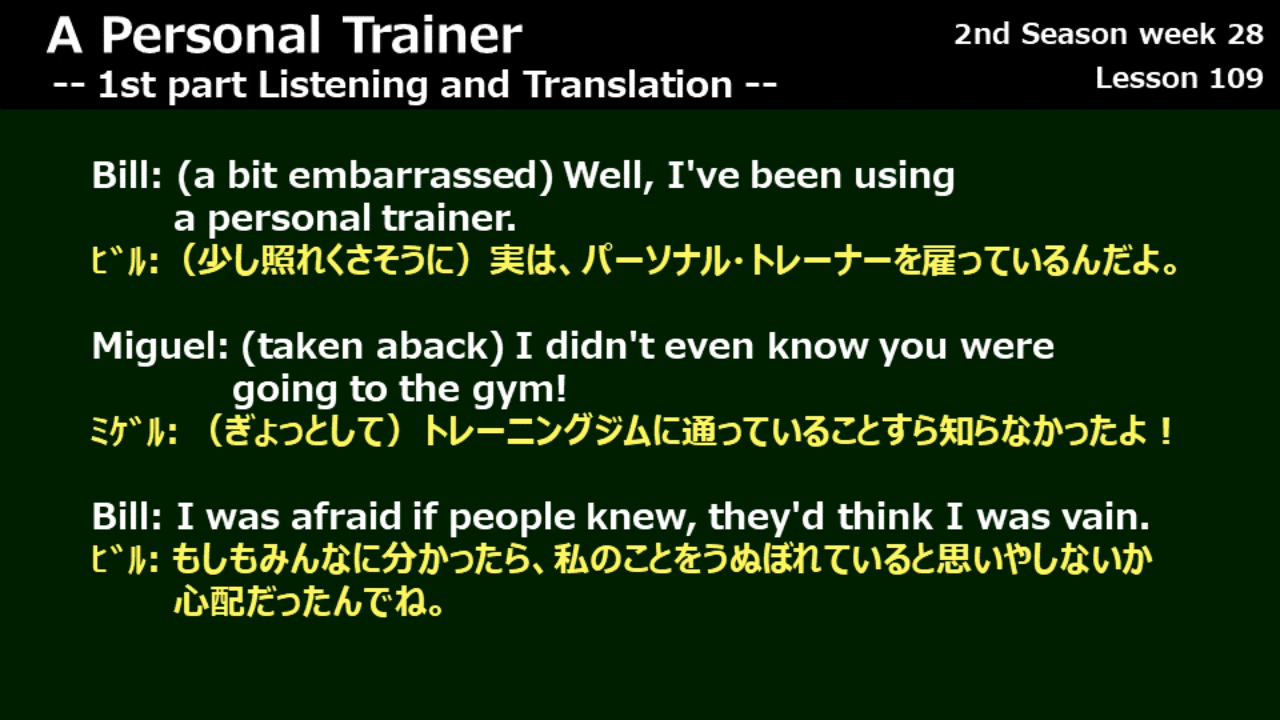 A Personal Trainer
-- 1st part Listening and Translation --
2nd Season week 28
Lesson 109
Bill: (a bit embarrassed) Well, I've been using
a personal trainer.
ﾋﾞﾙ:（少し照れくさそうに）実は、パーソナル・トレーナーを雇っているんだよ。
Miguel: (taken aback) I didn't even know you were
going to the gym!
ﾐｹﾞﾙ: （ぎょっとして）トレーニングジムに通っていることすら知らなかったよ！
Bill: I was afraid if people knew, they'd think I was vain.
ﾋﾞﾙ: もしもみんなに分かったら、私のことをうぬぼれていると思いやしないか
心配だったんでね。